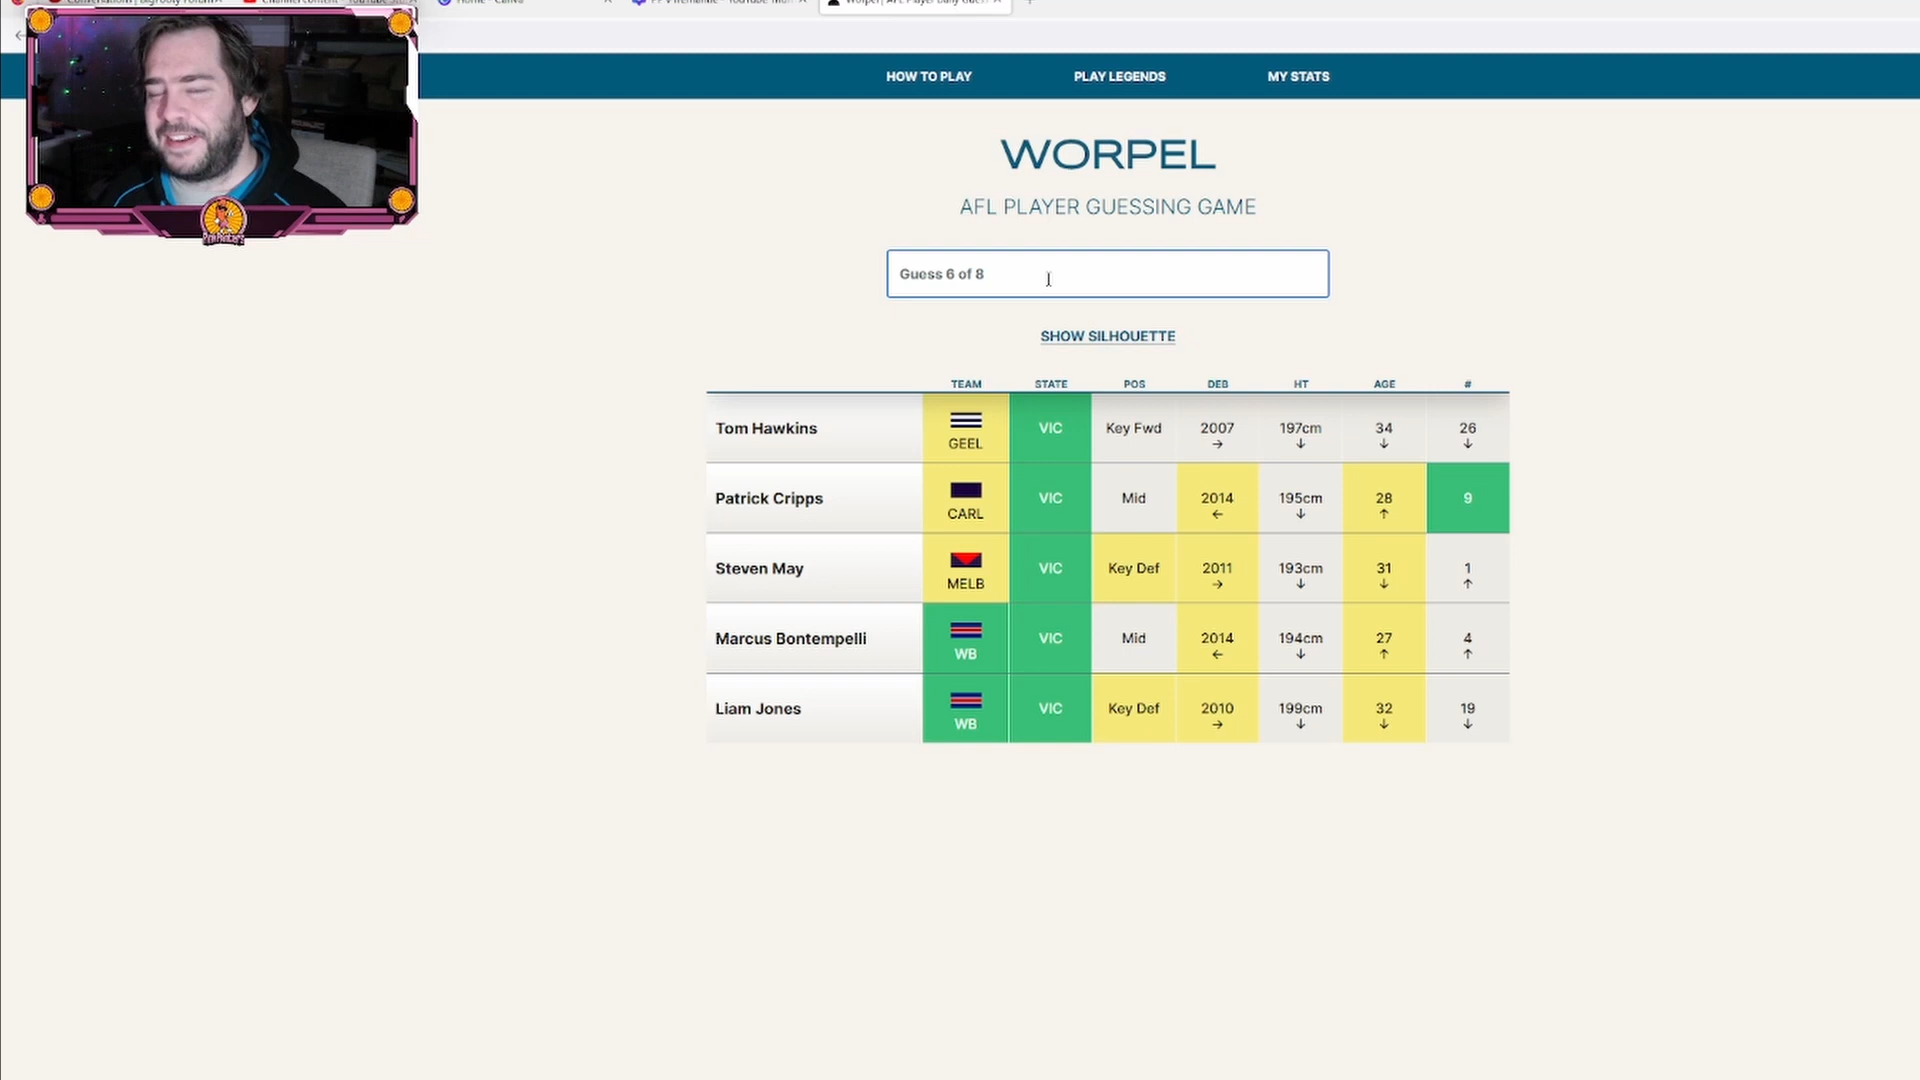 HOW TO PLAY PLAY LEGENDS MY STATS
WORPEL
AFL PLAYER GUESSING GAME
Guess 6 of 8
SHOW SILHOUETTE
TEAM STATE POS DEB HT AGE #
Tom Hawkins GEEL VIC Key Fwd 2007 → 197cm ↓ 34 ↓ 26 ↓
Patrick Cripps CARL VIC Mid 2014 ← 195cm ↓ 28 ↑ 9
Steven May MELB VIC Key Def 2011 → 193cm ↓ 31 ↓ 1 ↑
Marcus Bontempelli WB VIC Mid 2014 ← 194cm ↓ 27 ↑ 4 ↑
Liam Jones WB VIC Key Def 2010 → 199cm ↓ 32 ↓ 19 ↓